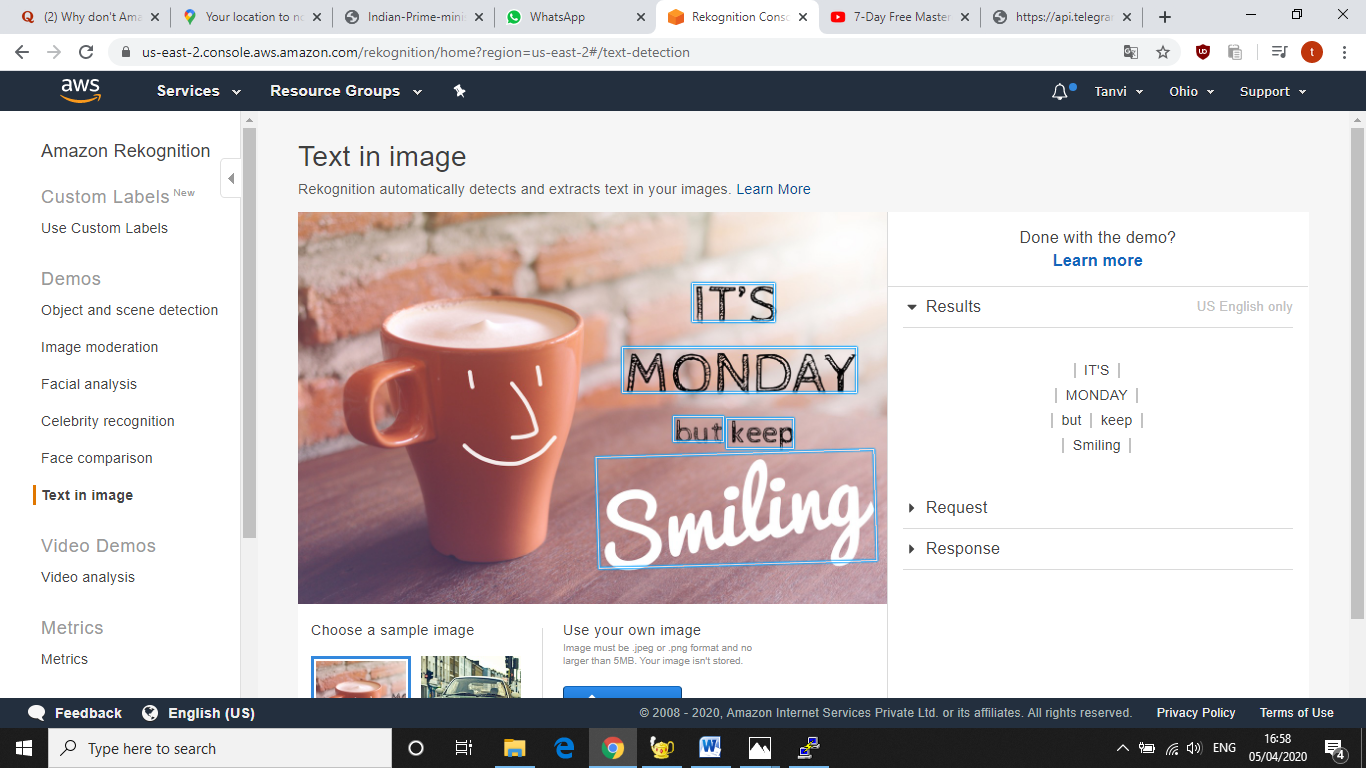 (2) Why don't Ama
Your location to no
Indian-Prime-minis
WhatsApp
Rekognition Conso
7-Day Free Master
https://api.telegram
us-east-2.console.aws.amazon.com/rekognition/home?region=us-east-2#/text-detection
t
aws
Services
Resource Groups
Tanvi
Ohio
Support
Amazon Rekognition
Custom Labels New
Use Custom Labels
Demos
Object and scene detection
Image moderation
Facial analysis
Celebrity recognition
Face comparison
Text in image
Video Demos
Video analysis
Metrics
Metrics
Text in image
Rekognition automatically detects and extracts text in your images. Learn More
IT'S
MONDAY
but keep
Smiling
Choose a sample image
Use your own image
Image must be .jpeg or .png format and no
larger than 5MB. Your image isn't stored.
Done with the demo?
Learn more
Results US English only
| IT'S |
| MONDAY |
| but | keep |
| Smiling |
Request
Response
Feedback
English (US)
© 2008 - 2020, Amazon Internet Services Private Ltd. or its affiliates. All rights reserved.
Privacy Policy
Terms of Use
Type here to search
ENG
16:58
05/04/2020
4